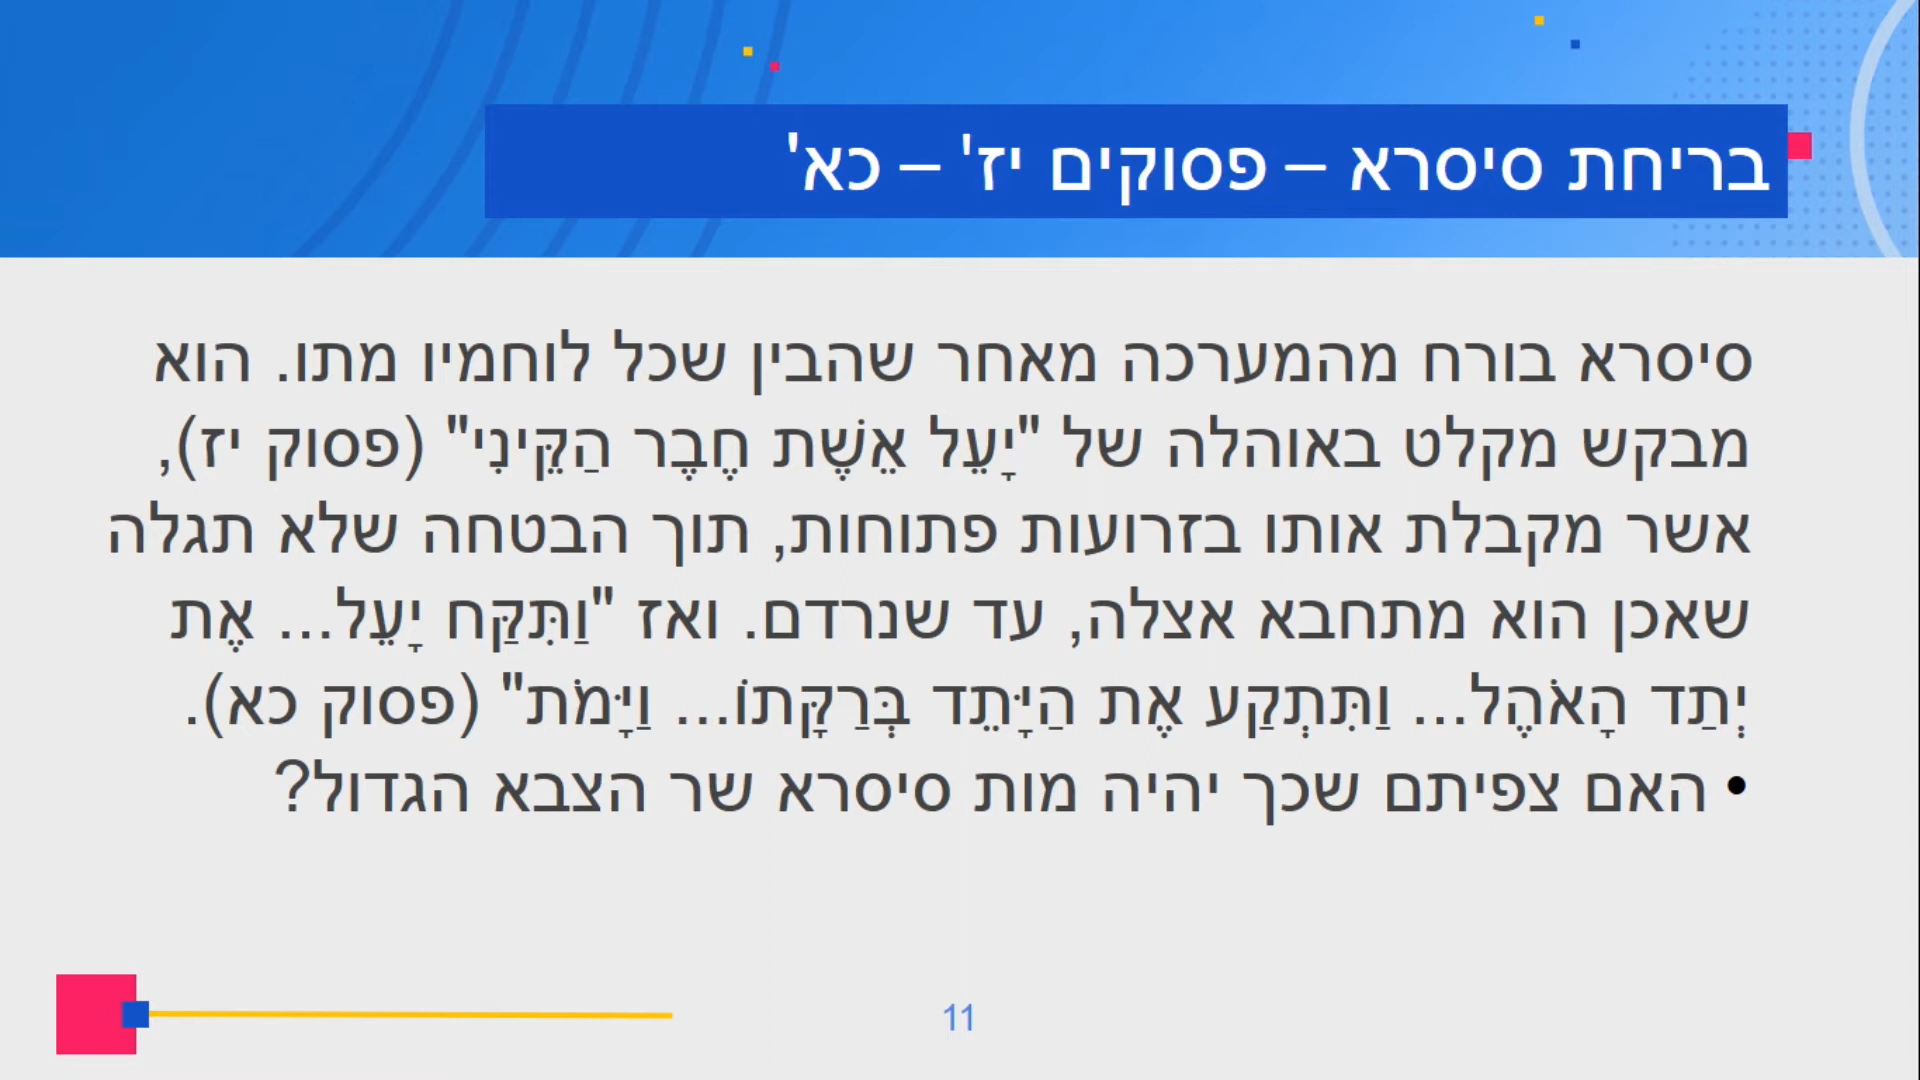 בריחת סיסרא – פסוקים יז' – כא'
סיסרא בורח מהמערכה מאחר שהבין שכל לוחמיו מתו. הוא
מבקש מקלט באוהלה של "יָעֵל אֵשֶׁת חֶבֶר הַקֵּינִי" (פסוק יז),
אשר מקבלת אותו בזרועות פתוחות, תוך הבטחה שלא תגלה
שאכן הוא מתחבא אצלה, עד שנרדם. ואז "וַתִּקַּח יָעֵל... אֶת
יְתַד הָאֹהֶל... וַתִּתְקַע אֶת הַיָּתֵד בְּרַקָּתוֹ... וַיָּמֹת" (פסוק כא).
• האם צפיתם שכך יהיה מות סיסרא שר הצבא הגדול?
11